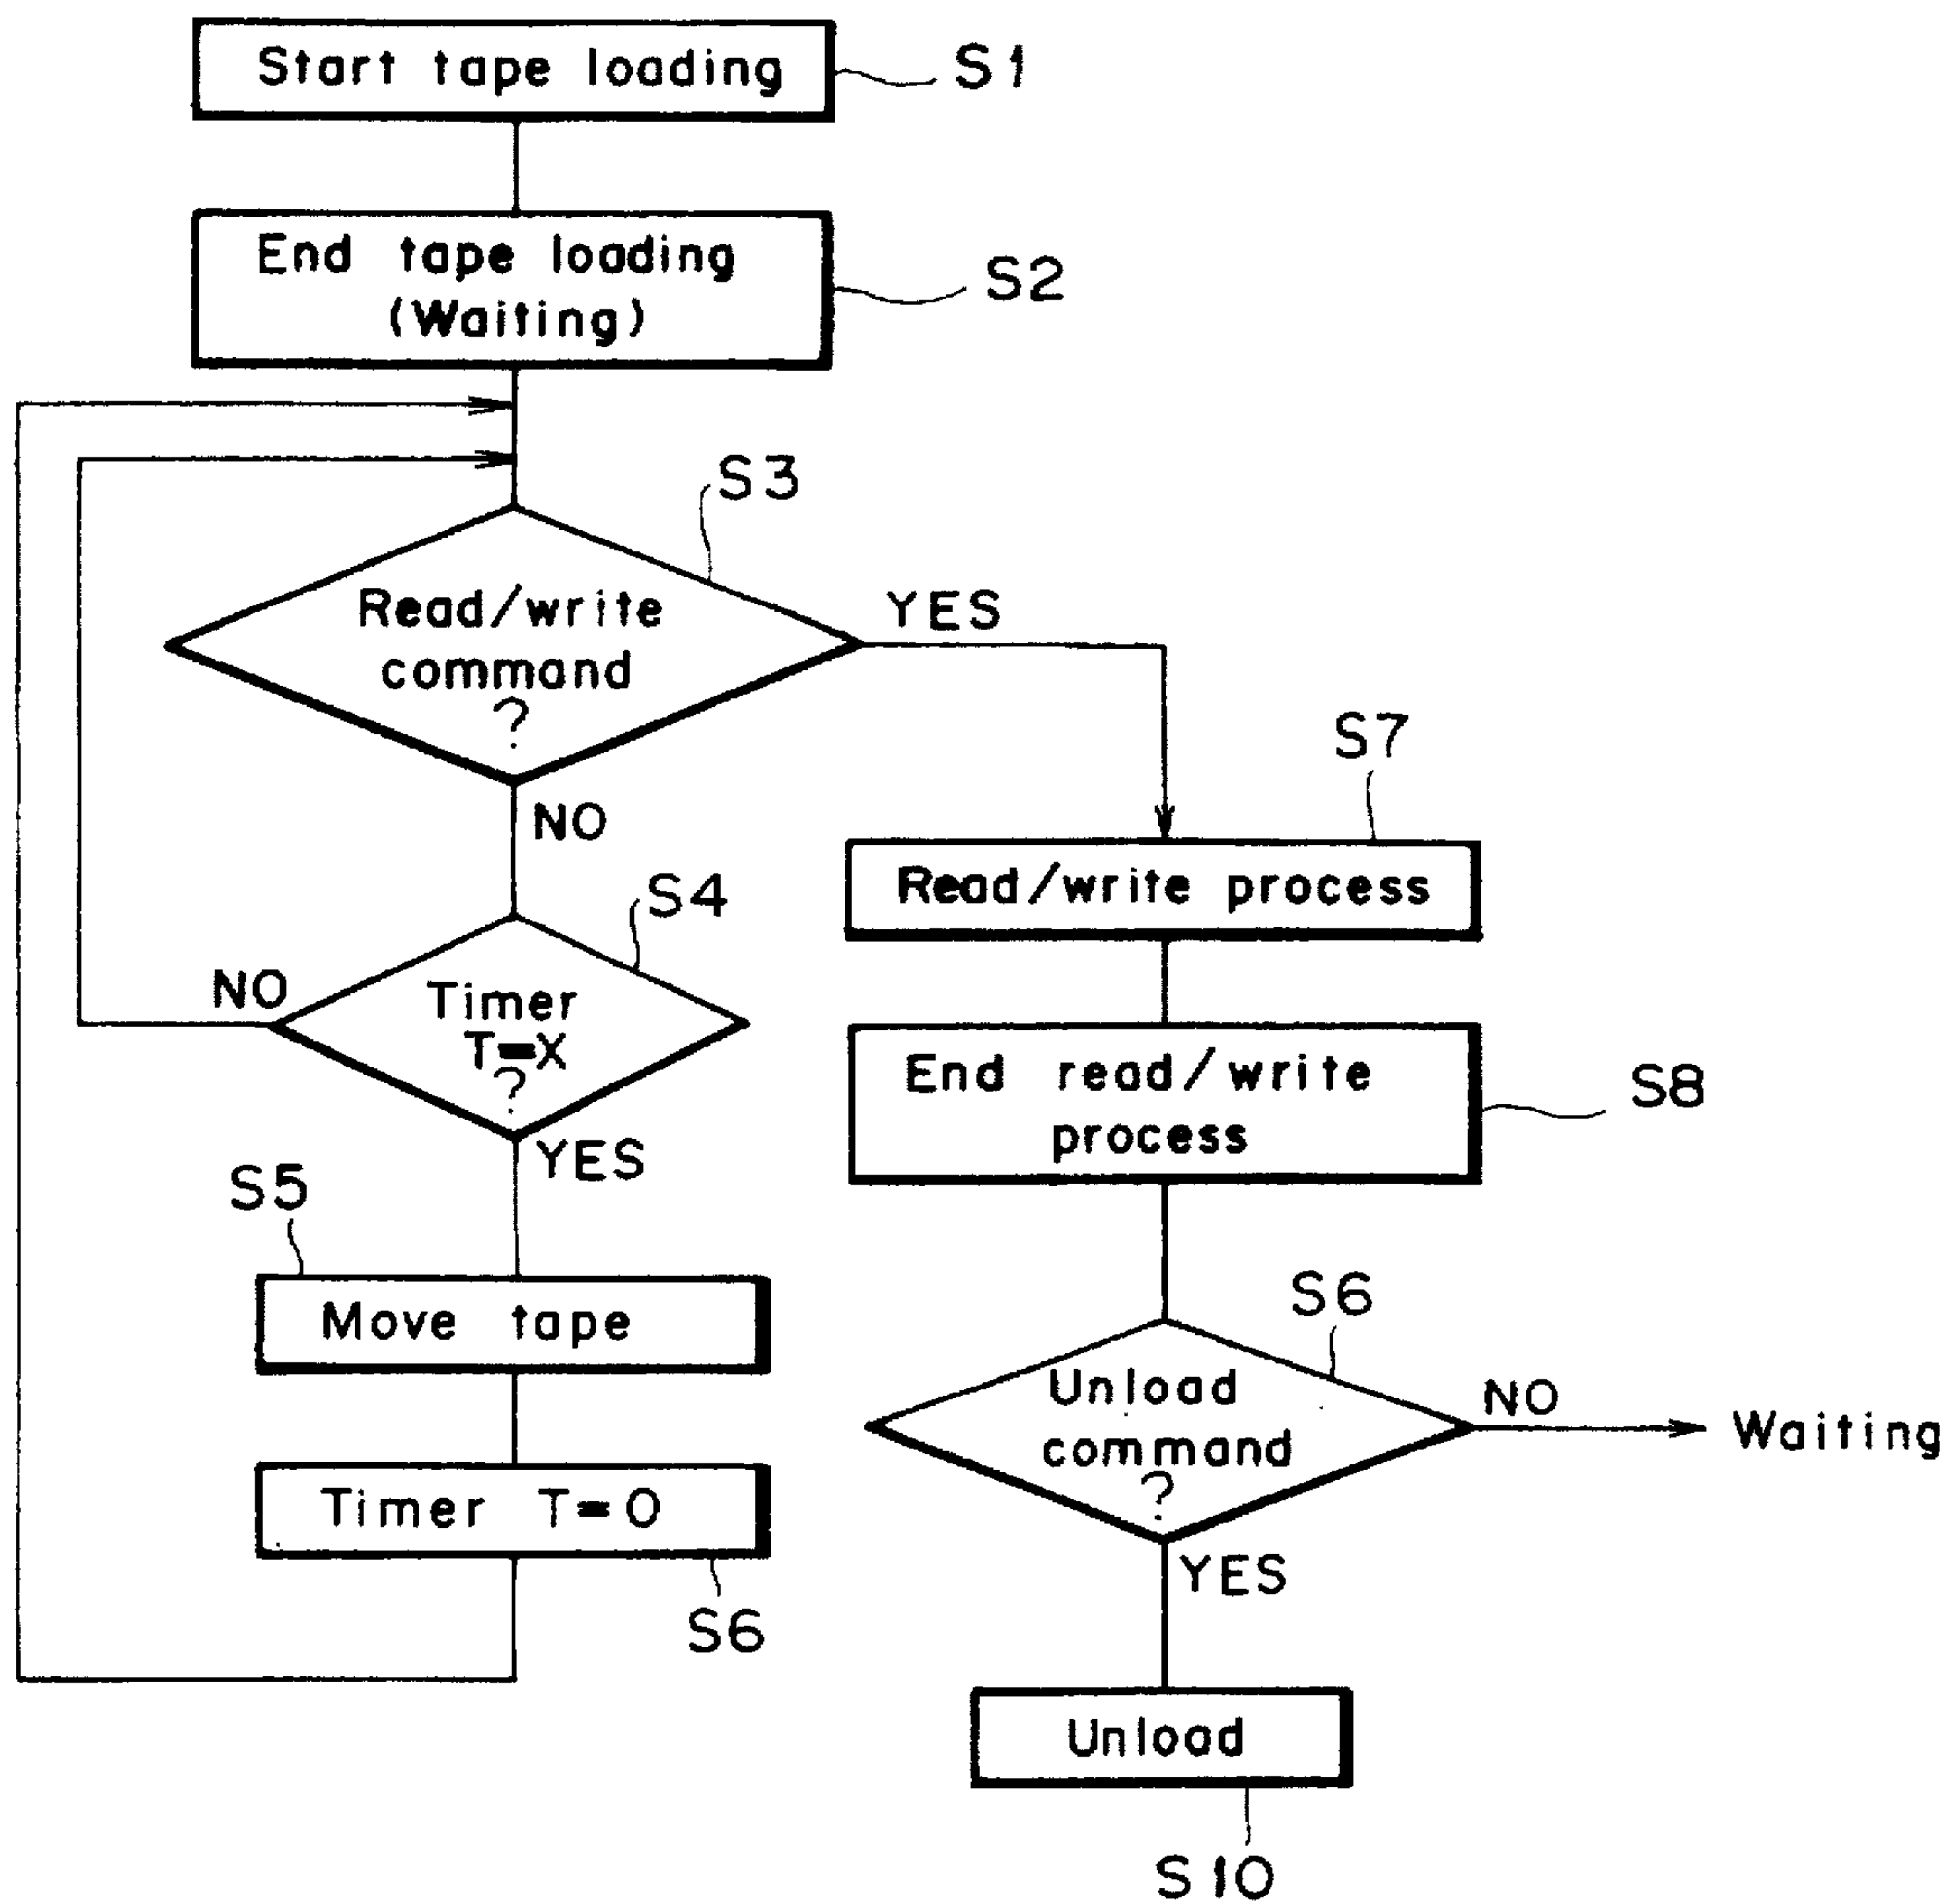 Start tape loading
S1
End tape loading
(Waiting)
S2
S3
Read/write
command
?
YES
NO
S4
Timer
T=X
?
NO
YES
S5
Move tape
Timer T=0
S6
S7
Read/write process
End read/write
process
S8
S6
Unload
command
?
NO
Waiting
YES
Unload
S10